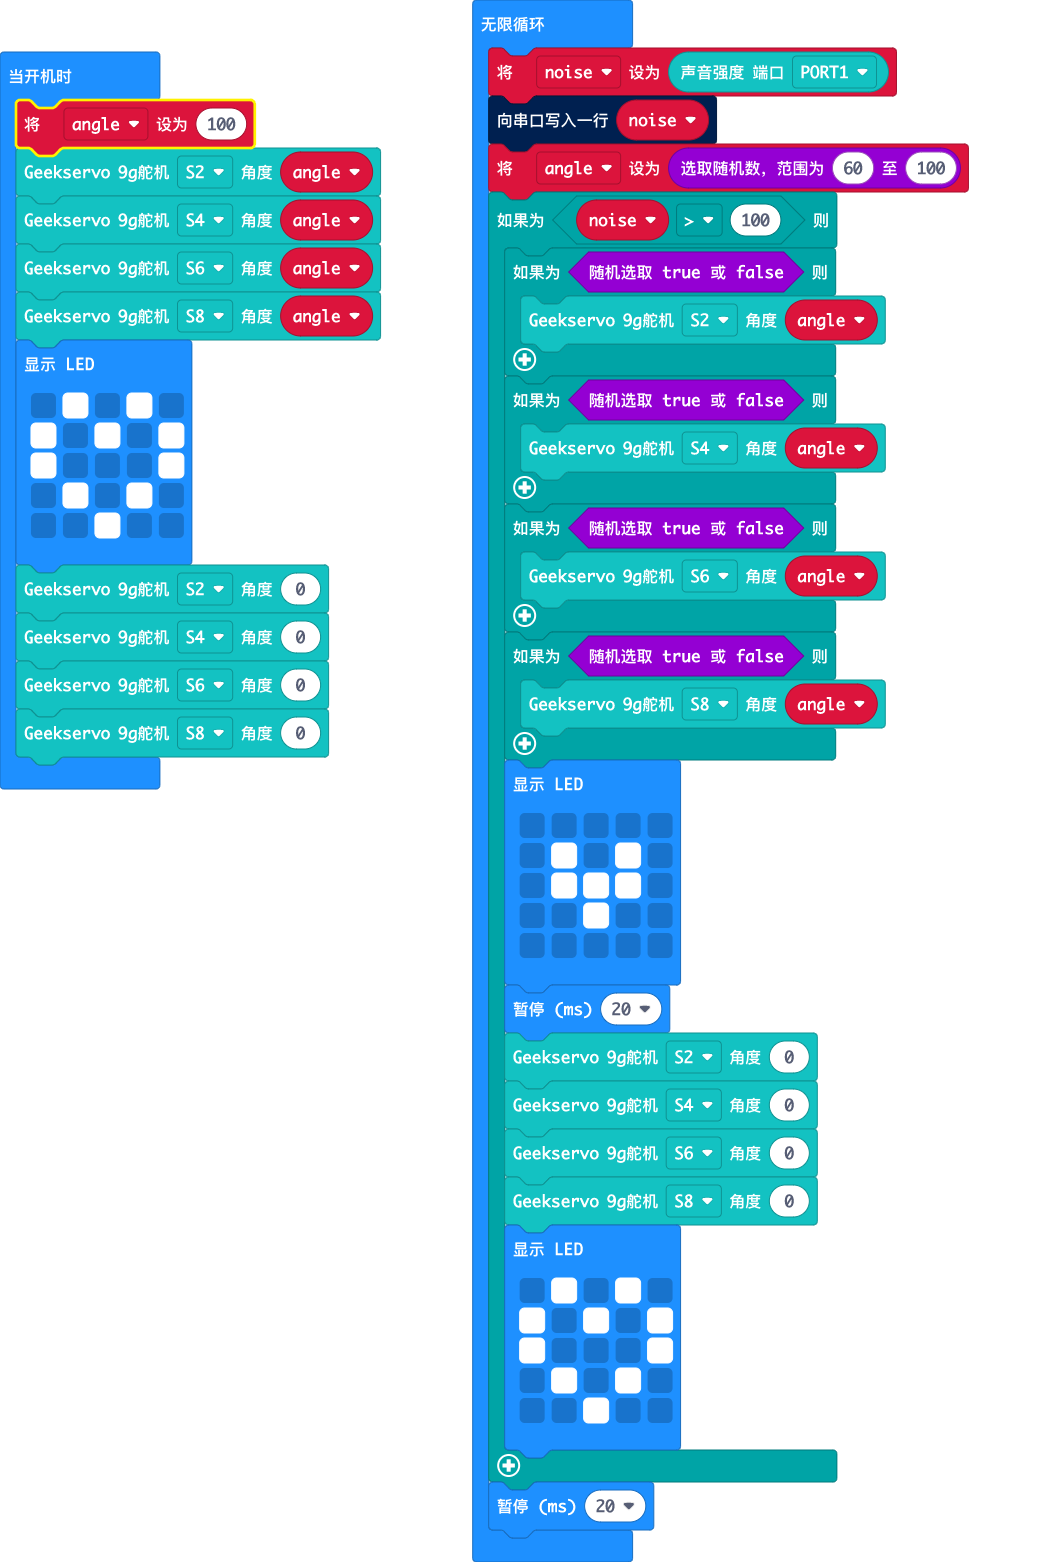 当开机时
将 angle 设为 100
Geekservo 9g舵机 S2 角度 angle
Geekservo 9g舵机 S4 角度 angle
Geekservo 9g舵机 S6 角度 angle
Geekservo 9g舵机 S8 角度 angle
显示 LED
Geekservo 9g舵机 S2 角度 0
Geekservo 9g舵机 S4 角度 0
Geekservo 9g舵机 S6 角度 0
Geekservo 9g舵机 S8 角度 0
无限循环
将 noise 设为 声音强度 端口 PORT1
向串口写入一行 noise
将 angle 设为 选取随机数，范围为 60 至 100
如果为 noise > 100 则
如果为 随机选取 true 或 false 则
Geekservo 9g舵机 S2 角度 angle
如果为 随机选取 true 或 false 则
Geekservo 9g舵机 S4 角度 angle
如果为 随机选取 true 或 false 则
Geekservo 9g舵机 S6 角度 angle
如果为 随机选取 true 或 false 则
Geekservo 9g舵机 S8 角度 angle
显示 LED
暂停 (ms) 20
Geekservo 9g舵机 S2 角度 0
Geekservo 9g舵机 S4 角度 0
Geekservo 9g舵机 S6 角度 0
Geekservo 9g舵机 S8 角度 0
显示 LED
暂停 (ms) 20